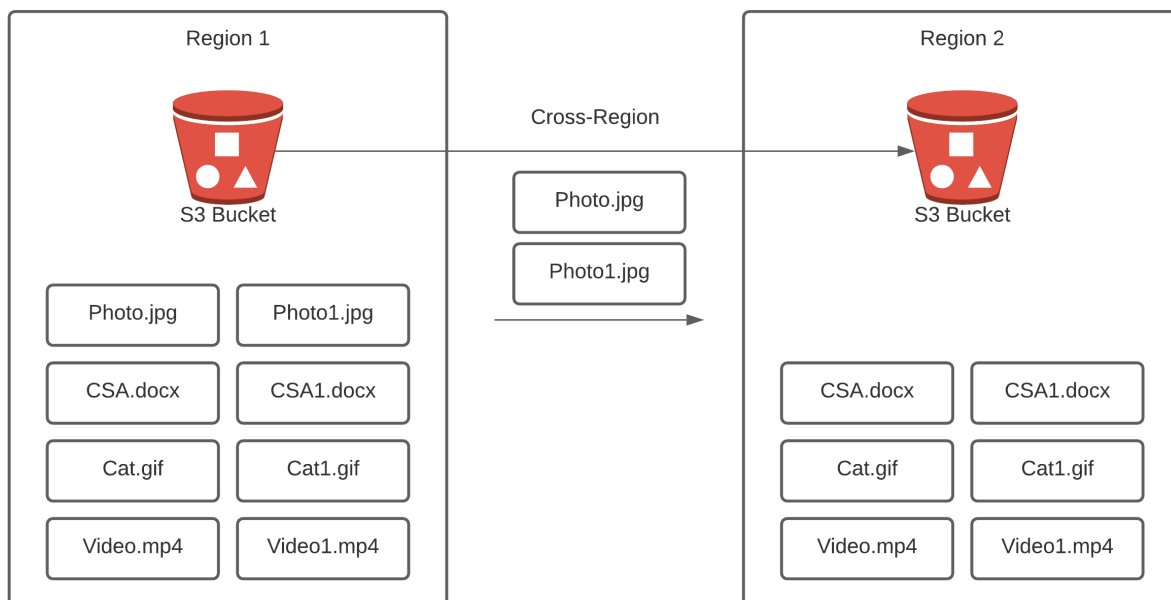 Region 1
S3 Bucket
Photo.jpg
Photo1.jpg
CSA.docx
CSA1.docx
Cat.gif
Cat1.gif
Video.mp4
Video1.mp4
Cross-Region
Photo.jpg
Photo1.jpg
Region 2
S3 Bucket
CSA.docx
CSA1.docx
Cat.gif
Cat1.gif
Video.mp4
Video1.mp4